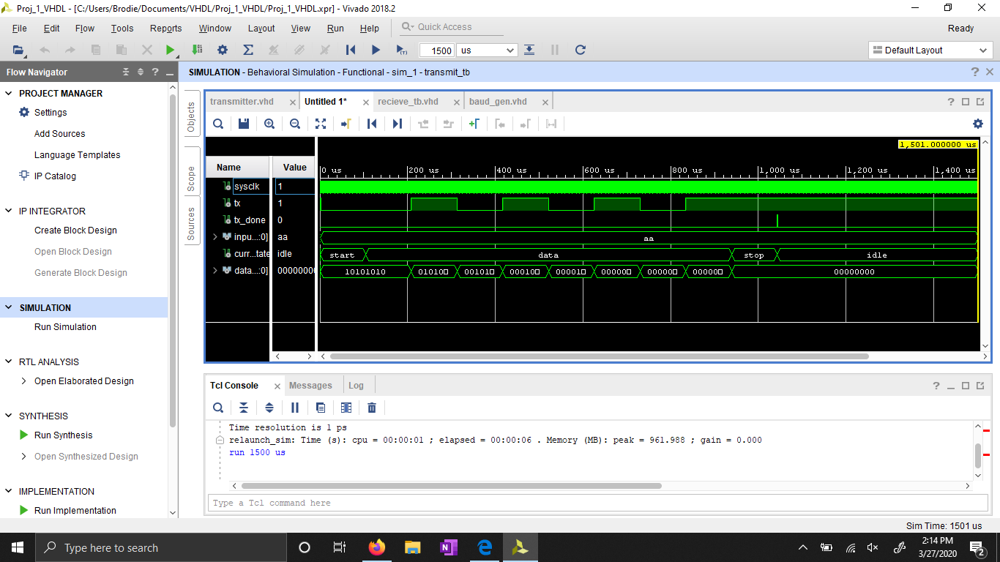 Proj_1_VHDL - [C:/Users/Brodie/Documents/VHDL/Proj_1_VHDL/Proj_1_VHDL.xpr] - Vivado 2018.2
File Edit Flow Tools Reports Window Layout View Run Help Quick Access Ready
1500 us Default Layout
Flow Navigator
SIMULATION - Behavioral Simulation - Functional - sim_1 - transmit_tb
PROJECT MANAGER
Settings
Add Sources
Language Templates
IP Catalog
IP INTEGRATOR
Create Block Design
Open Block Design
Generate Block Design
SIMULATION
Run Simulation
RTL ANALYSIS
Open Elaborated Design
SYNTHESIS
Run Synthesis
Open Synthesized Design
IMPLEMENTATION
Run Implementation
Objects
Scope
Sources
transmitter.vhd Untitled 1* recieve_tb.vhd baud_gen.vhd
1,501.000000 us
Name Value
0 us 200 us 400 us 600 us 800 us 1,000 us 1,200 us 1,400 us
sysclk 1
tx 1
tx_done 0
inpu...:0] aa aa
curr...tate idle start data stop idle
data...:0] 00000000 10101010 01010 00101 00010 00001 00000 00000 00000 00000000
Tcl Console Messages Log
Time resolution is 1 ps
relaunch_sim: Time (s): cpu = 00:00:01 ; elapsed = 00:00:06 . Memory (MB): peak = 961.988 ; gain = 0.000
run 1500 us
Type a Tcl command here
Sim Time: 1501 us
Type here to search
2:14 PM
3/27/2020
2